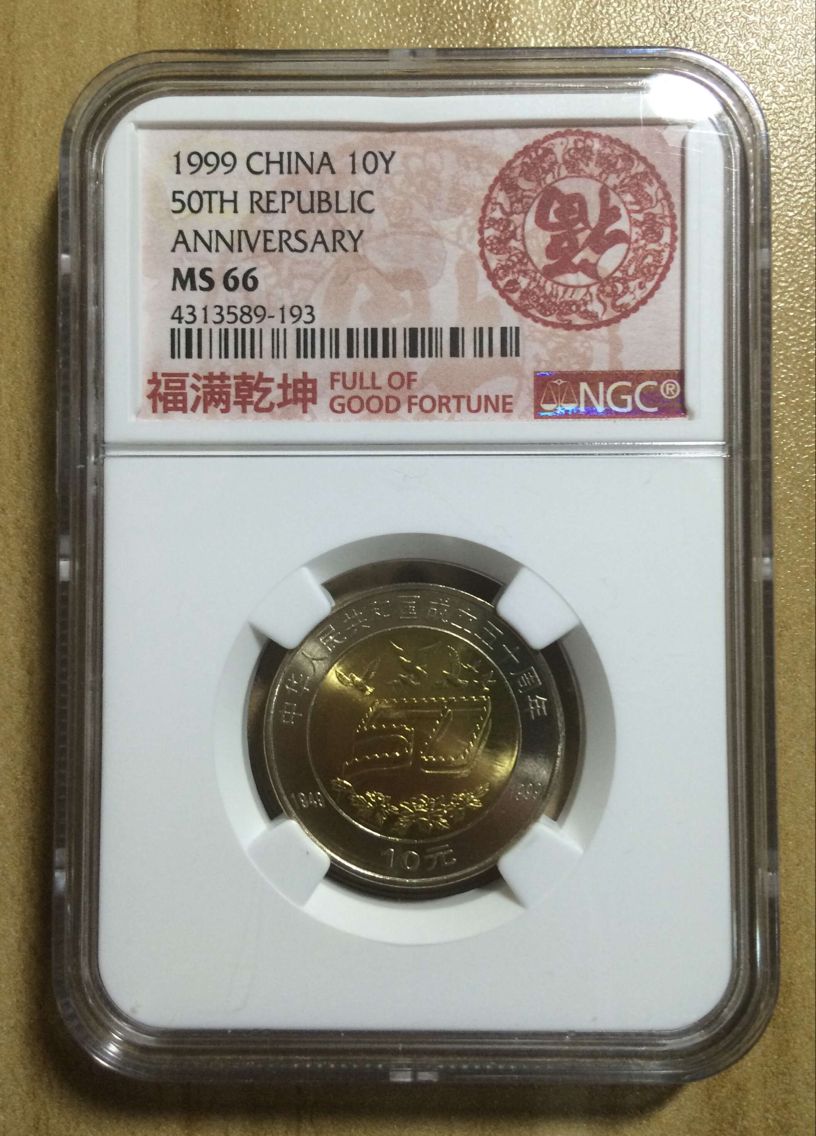 1999 CHINA 10Y
50TH REPUBLIC
ANNIVERSARY
MS 66
4313589-193
福
福满乾坤
FULL OF
GOOD FORTUNE
NGC®
中华人民共和国成立五十周年
1949
10元